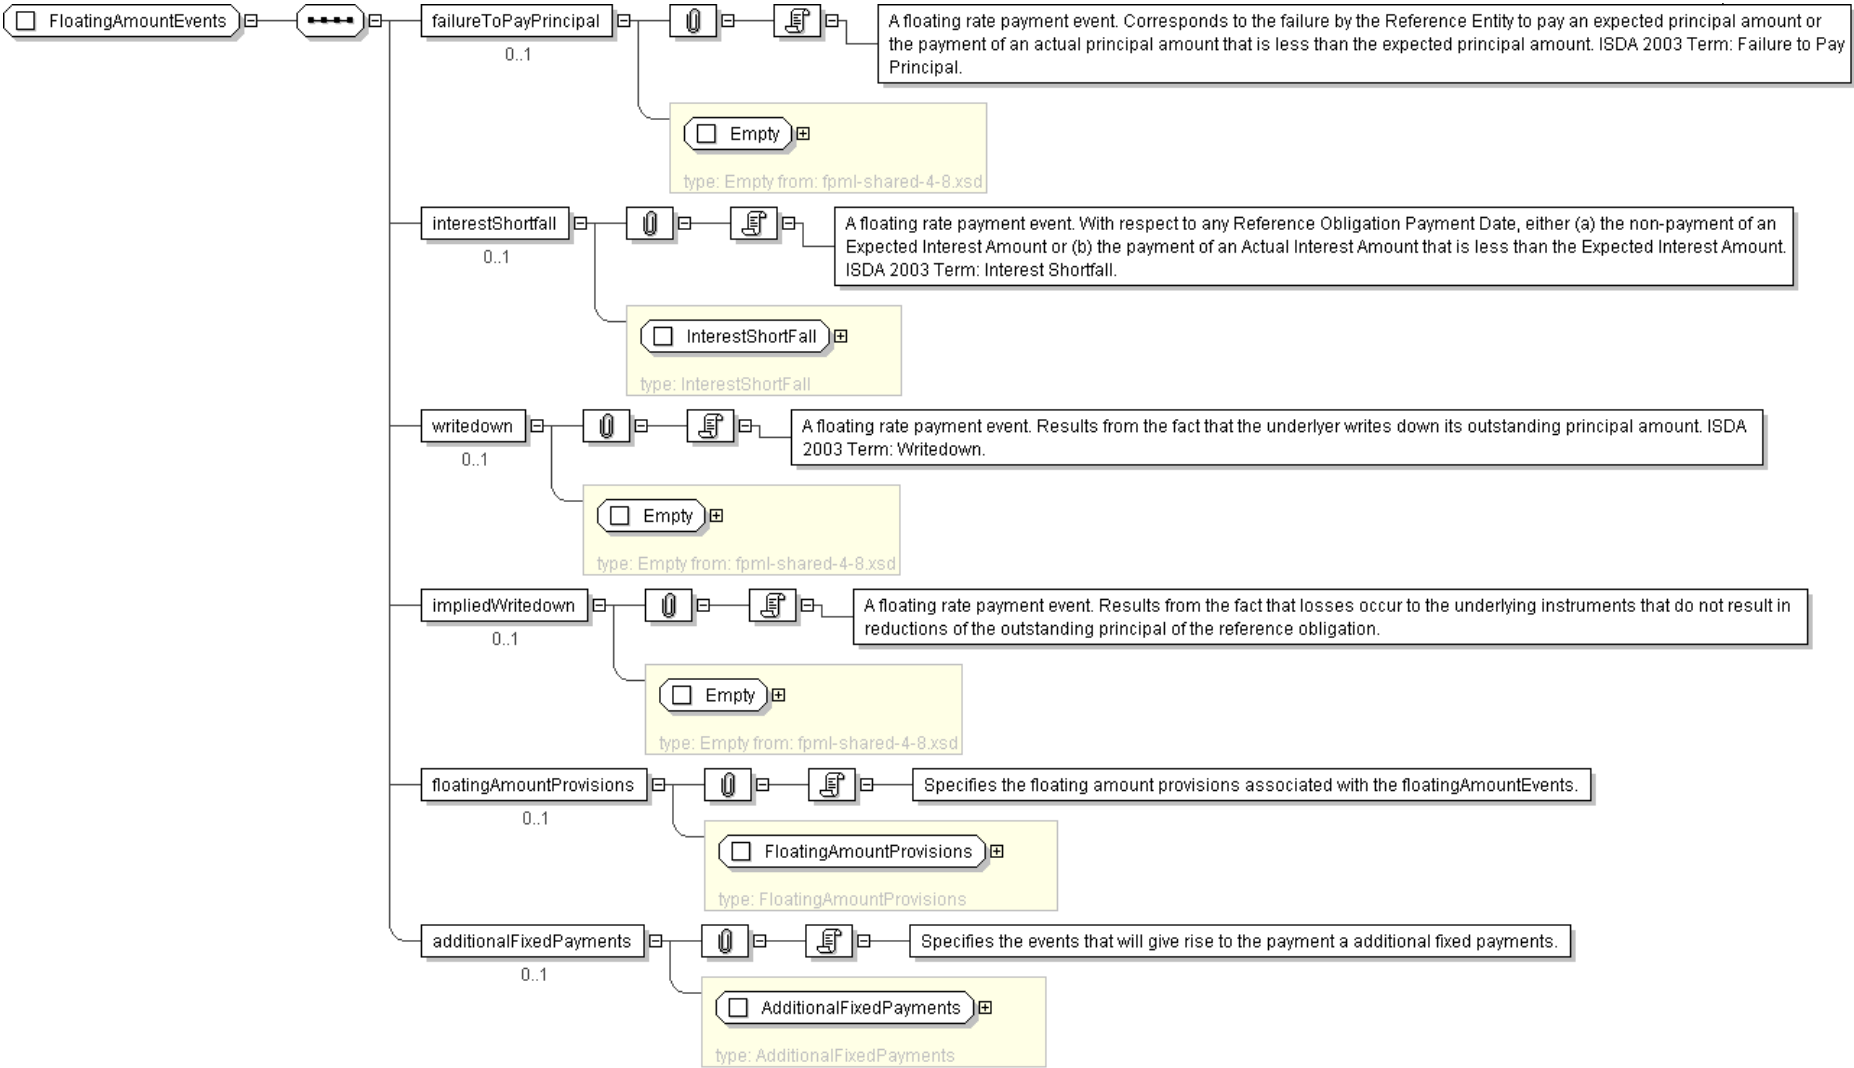 FloatingAmountEvents
failureToPayPrincipal
0..1
A floating rate payment event. Corresponds to the failure by the Reference Entity to pay an expected principal amount or
the payment of an actual principal amount that is less than the expected principal amount. ISDA 2003 Term: Failure to Pay
Principal.
Empty
type: Empty from: fpml-shared-4-8.xsd
interestShortfall
0..1
A floating rate payment event. With respect to any Reference Obligation Payment Date, either (a) the non-payment of an
Expected Interest Amount or (b) the payment of an Actual Interest Amount that is less than the Expected Interest Amount.
ISDA 2003 Term: Interest Shortfall.
InterestShortFall
type: InterestShortFall
writedown
0..1
A floating rate payment event. Results from the fact that the underlyer writes down its outstanding principal amount. ISDA
2003 Term: Writedown.
Empty
type: Empty from: fpml-shared-4-8.xsd
impliedWritedown
0..1
A floating rate payment event. Results from the fact that losses occur to the underlying instruments that do not result in
reductions of the outstanding principal of the reference obligation.
Empty
type: Empty from: fpml-shared-4-8.xsd
floatingAmountProvisions
0..1
Specifies the floating amount provisions associated with the floatingAmountEvents.
FloatingAmountProvisions
type: FloatingAmountProvisions
additionalFixedPayments
0..1
Specifies the events that will give rise to the payment a additional fixed payments.
AdditionalFixedPayments
type: AdditionalFixedPayments